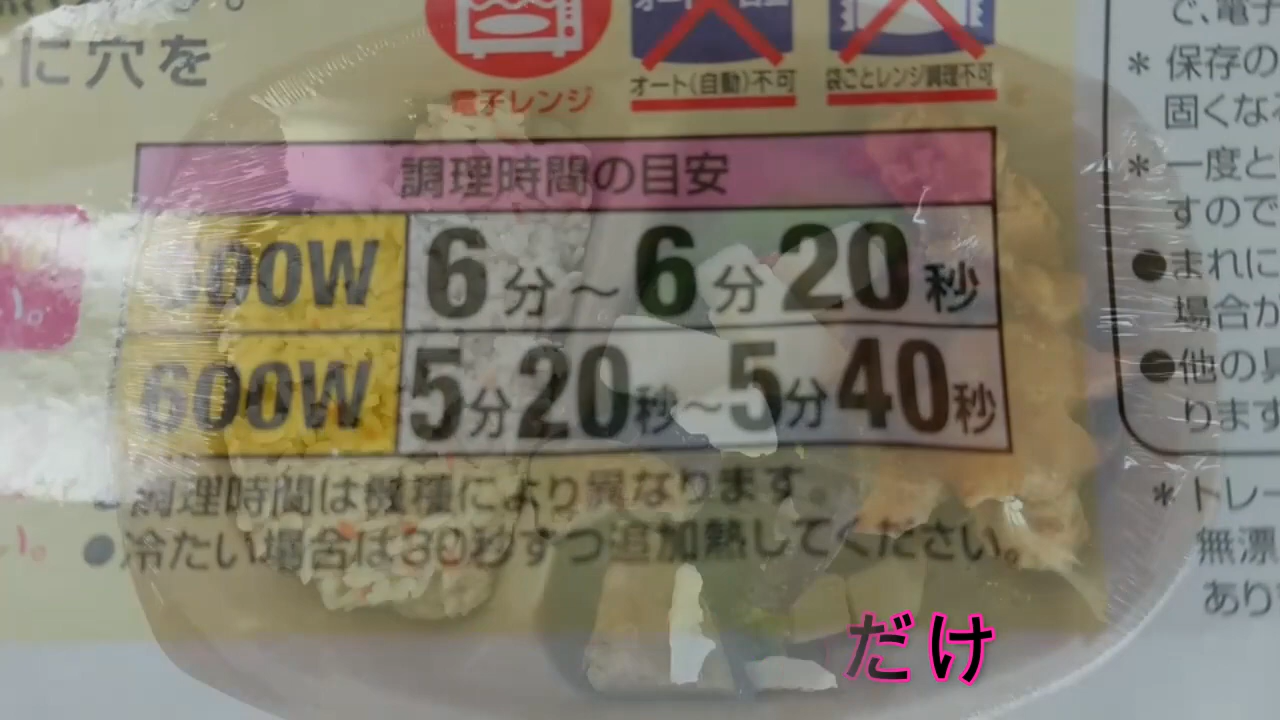 に穴を
電子レンジ
オート(自動)不可
袋ごとレンジ調理不可
調理時間の目安
500W 6分～6分20秒
600W 5分20秒～5分40秒
調理時間は機種により異なります。
●冷たい場合は30秒ずつ追加熱してください。
で、電子
＊保存の
固くな
＊一度と
すので
●まれに
場合が
●他の具
ります
＊トレー
無漂
あり
だけ